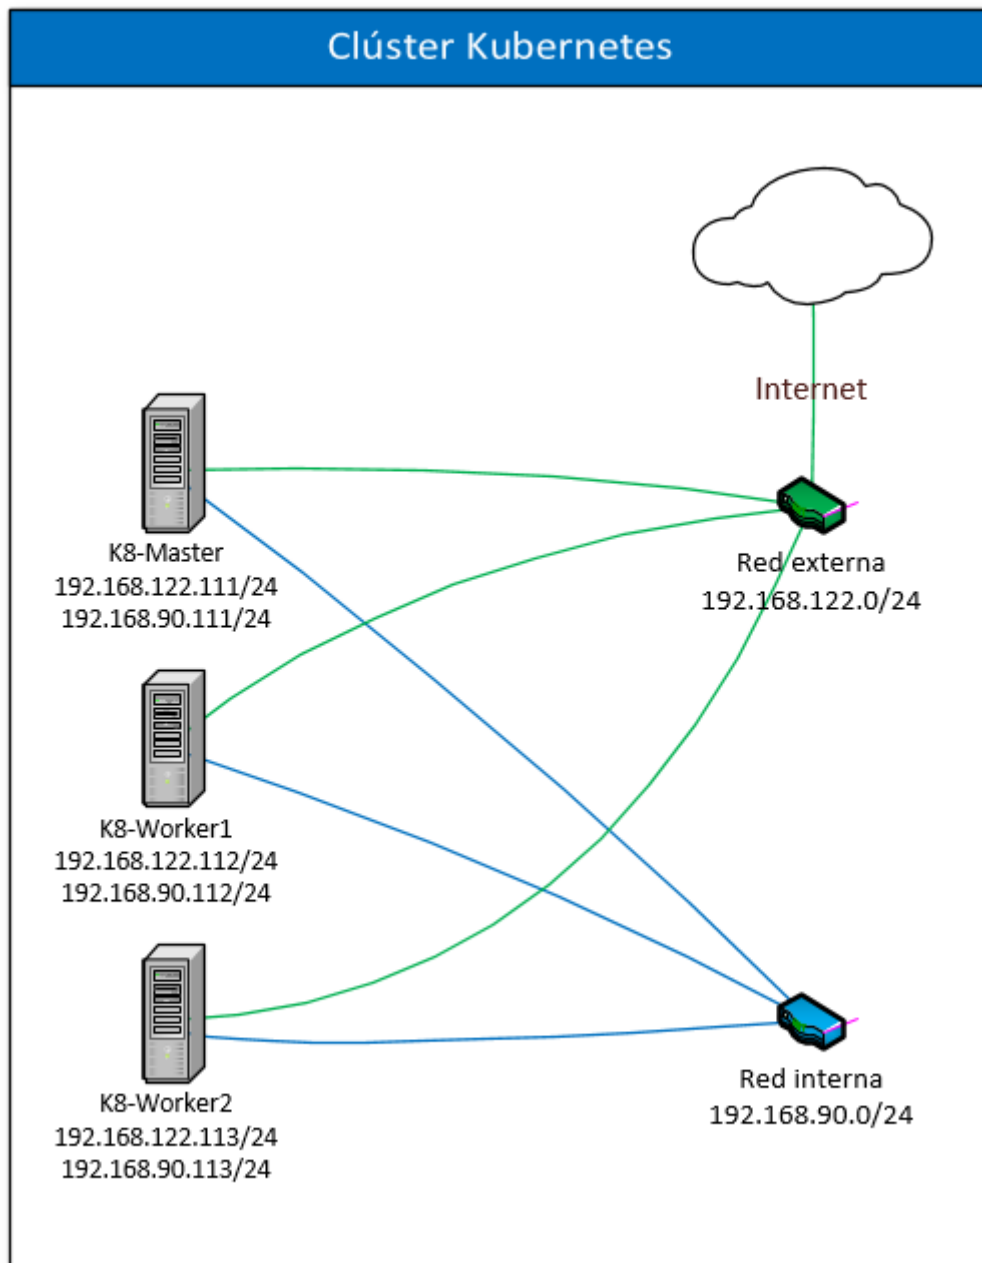 Clúster Kubernetes
Internet
K8-Master
192.168.122.111/24
192.168.90.111/24
Red externa
192.168.122.0/24
K8-Worker1
192.168.122.112/24
192.168.90.112/24
K8-Worker2
192.168.122.113/24
192.168.90.113/24
Red interna
192.168.90.0/24